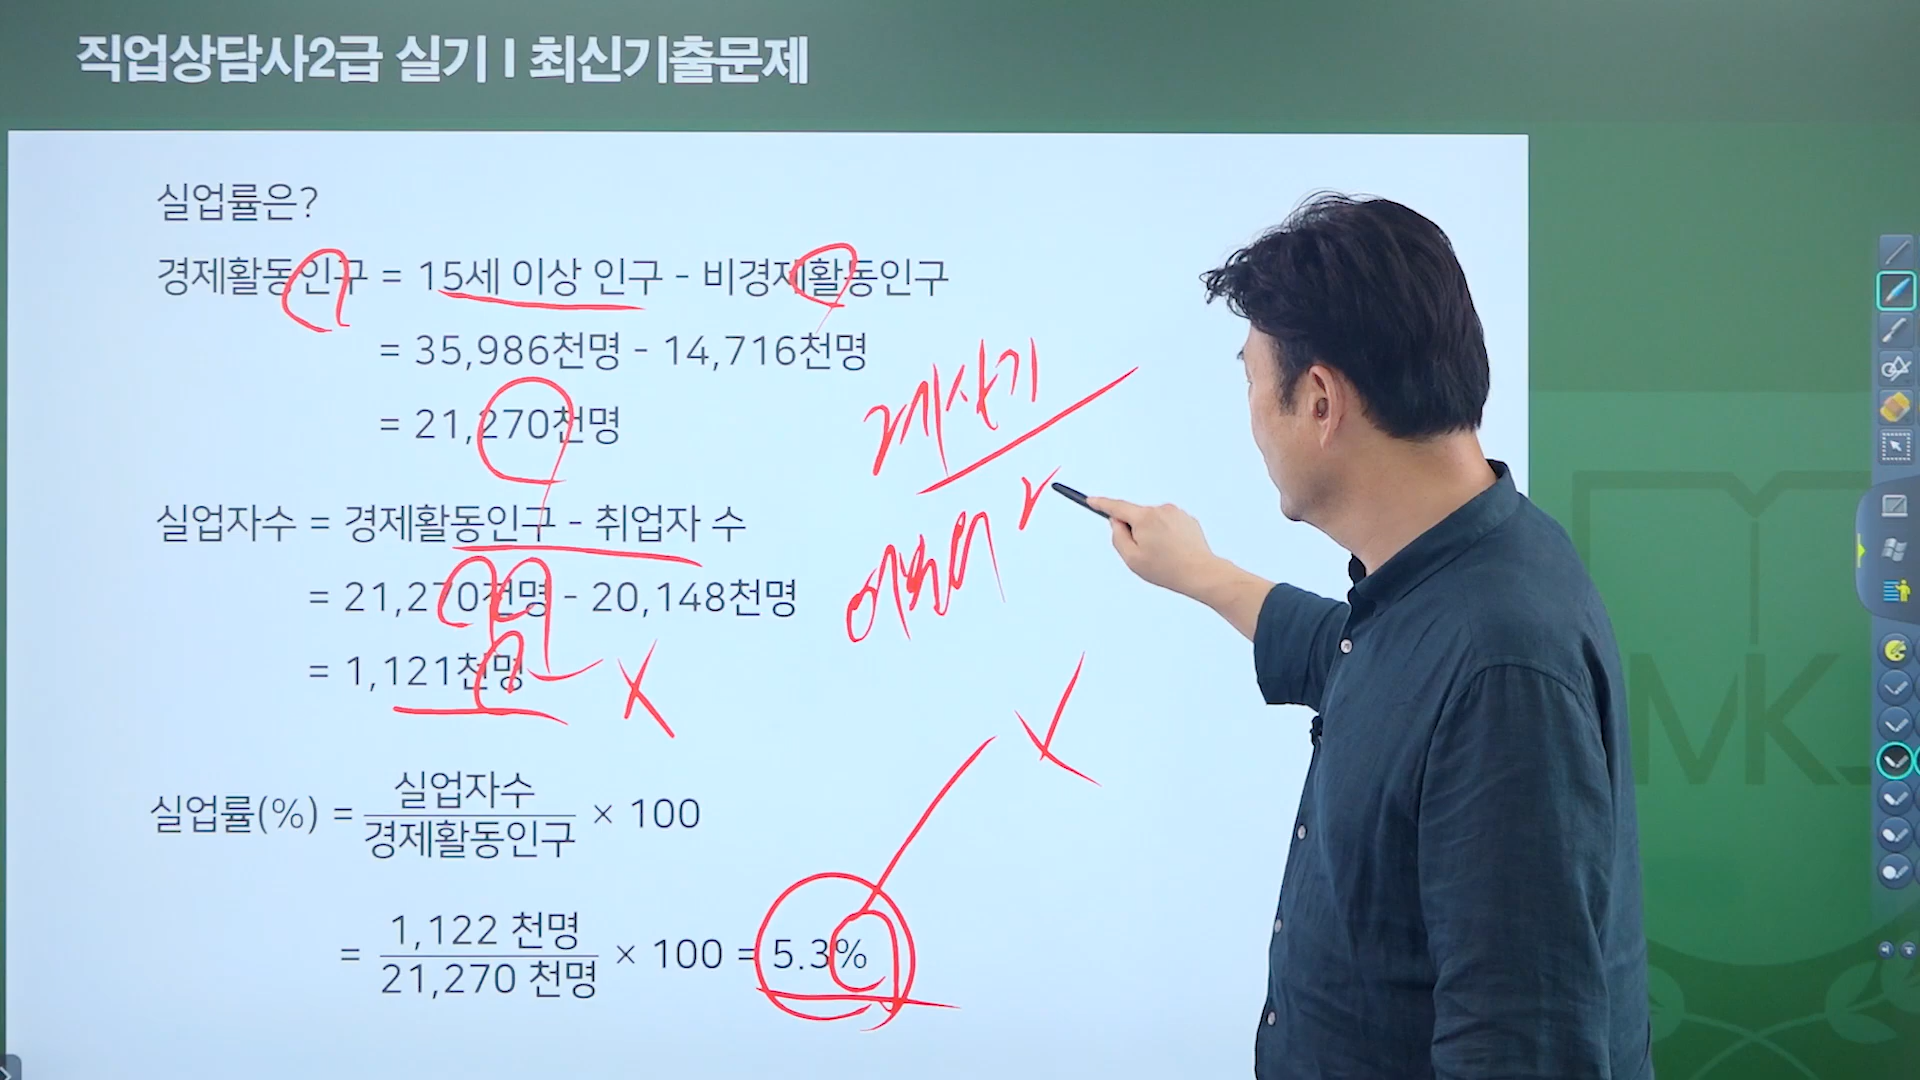 직업상담사2급 실기 I 최신기출문제
실업률은?
경제활동인구 = 15세 이상 인구 - 비경제활동인구
= 35,986천명 - 14,716천명
= 21,270천명
계산기
실업자수 = 경제활동인구 - 취업자 수
= 21,270천명 - 20,148천명
= 1,121천명
실업률(%) = 실업자수 / 경제활동인구 × 100
= 1,122 천명 / 21,270 천명 × 100 = 5.3%
MK